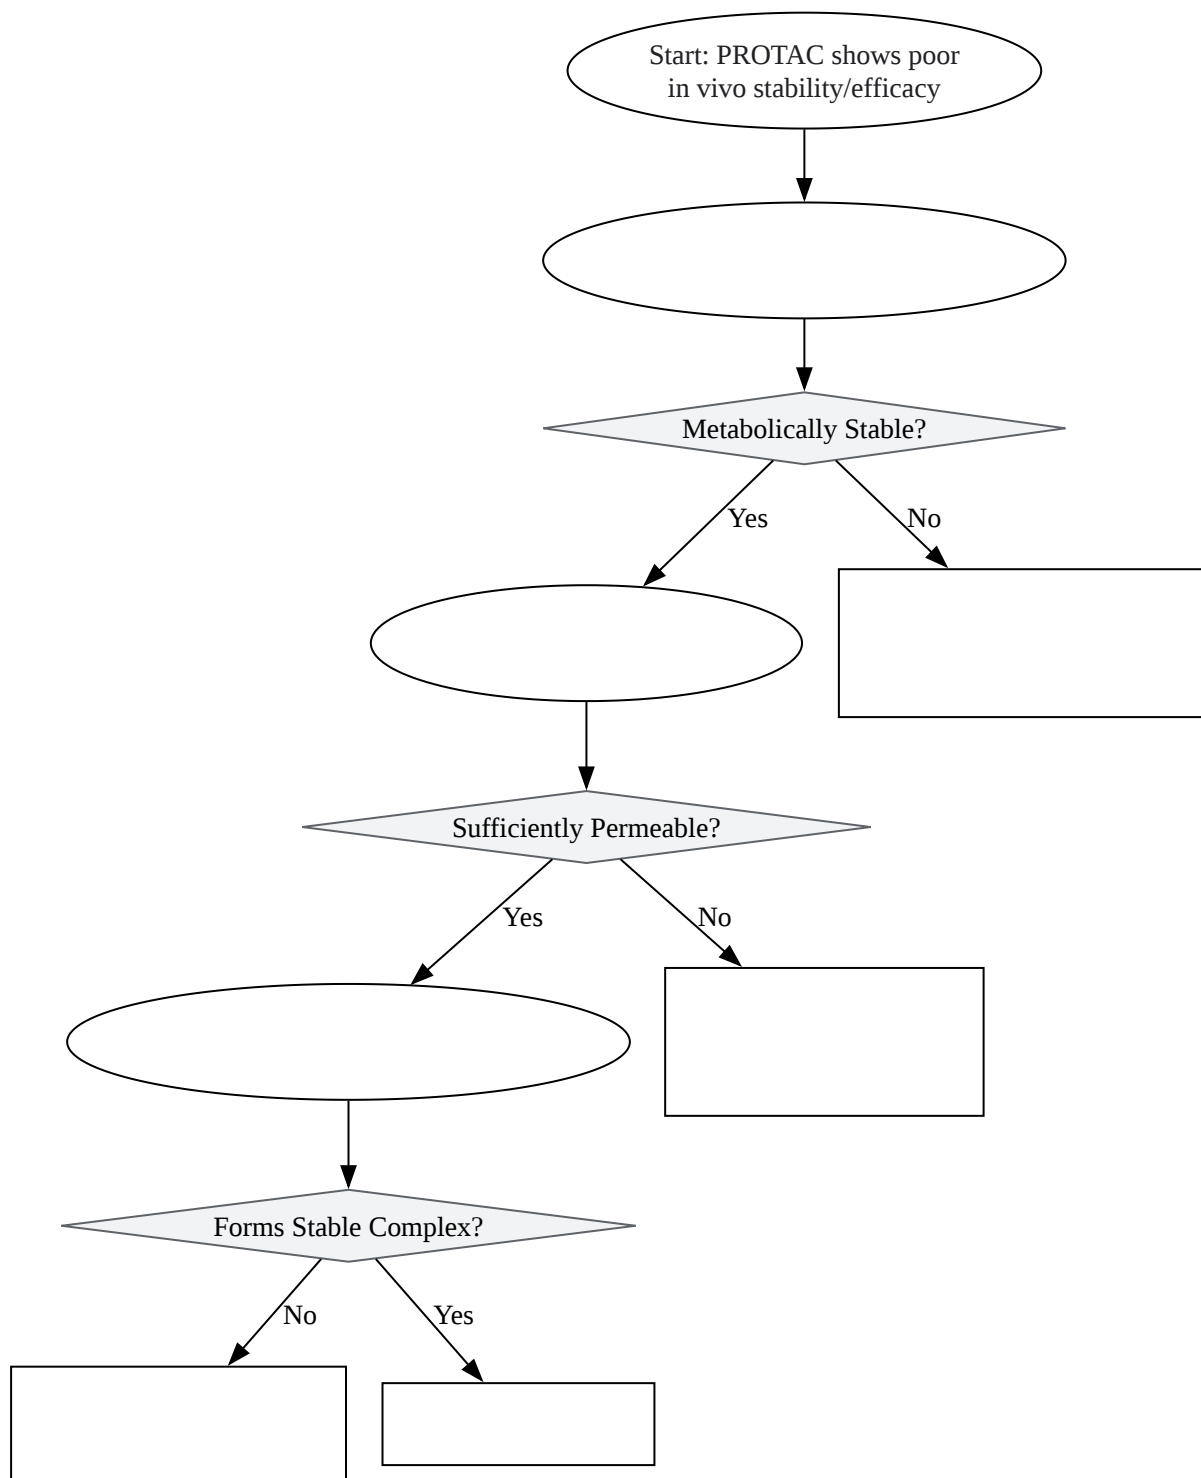 Start: PROTAC shows poor
in vivo stability/efficacy
Metabolically Stable?
Yes
No
Sufficiently Permeable?
Yes
No
Forms Stable Complex?
No
Yes